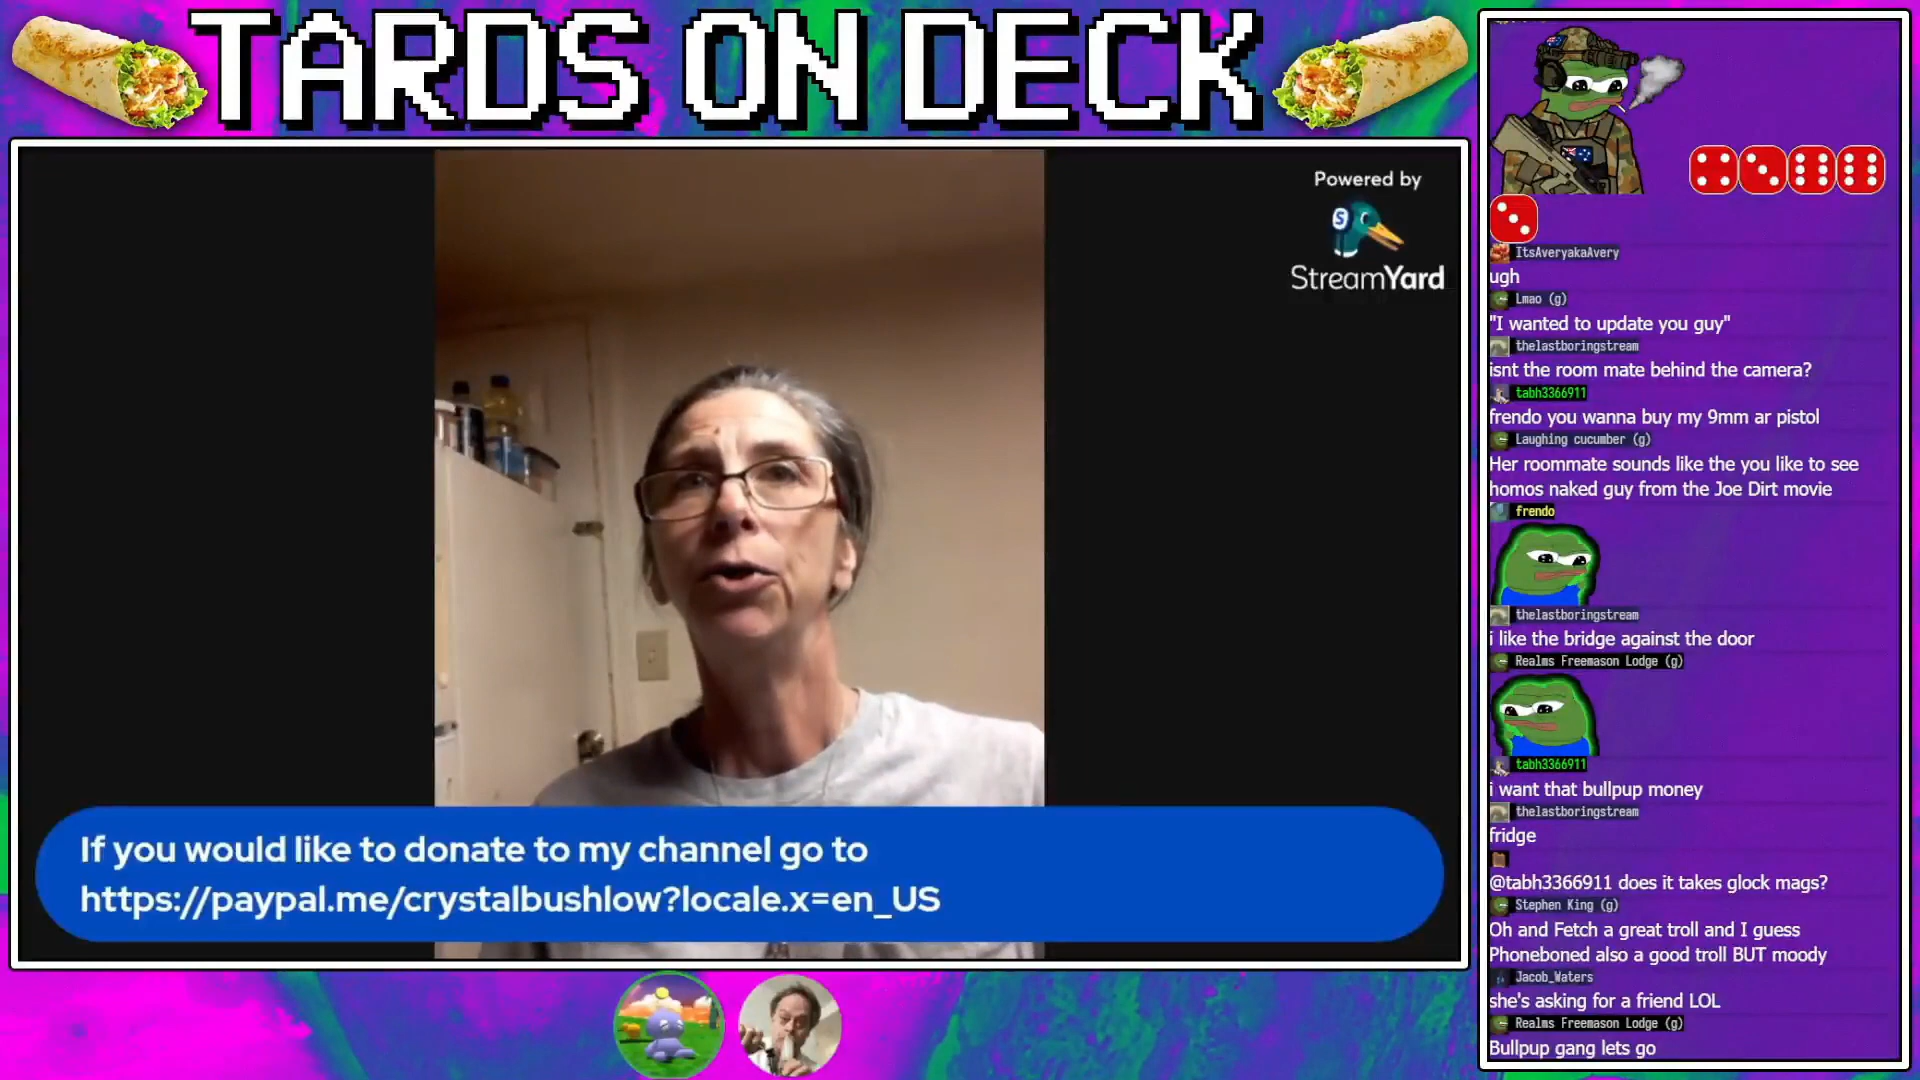 TARDS ON DECK
Powered by
StreamYard
If you would like to donate to my channel go to
https://paypal.me/crystalbushlow?locale.x=en_US
ItsAveryakaAvery
ugh
Lmao (g)
"I wanted to update you guy"
thelastboringstream
isnt the room mate behind the camera?
tabh3366911
frendo you wanna buy my 9mm ar pistol
Laughing cucumber (g)
Her roommate sounds like the you like to see
homos naked guy from the Joe Dirt movie
frendo
thelastboringstream
i like the bridge against the door
Realms Freemason Lodge (g)
tabh3366911
i want that bullpup money
thelastboringstream
fridge
@tabh3366911 does it takes glock mags?
Stephen King (g)
Oh and Fetch a great troll and I guess
Phoneboned also a good troll BUT moody
Jacob_Waters
she's asking for a friend LOL
Realms Freemason Lodge (g)
Bullpup gang lets go